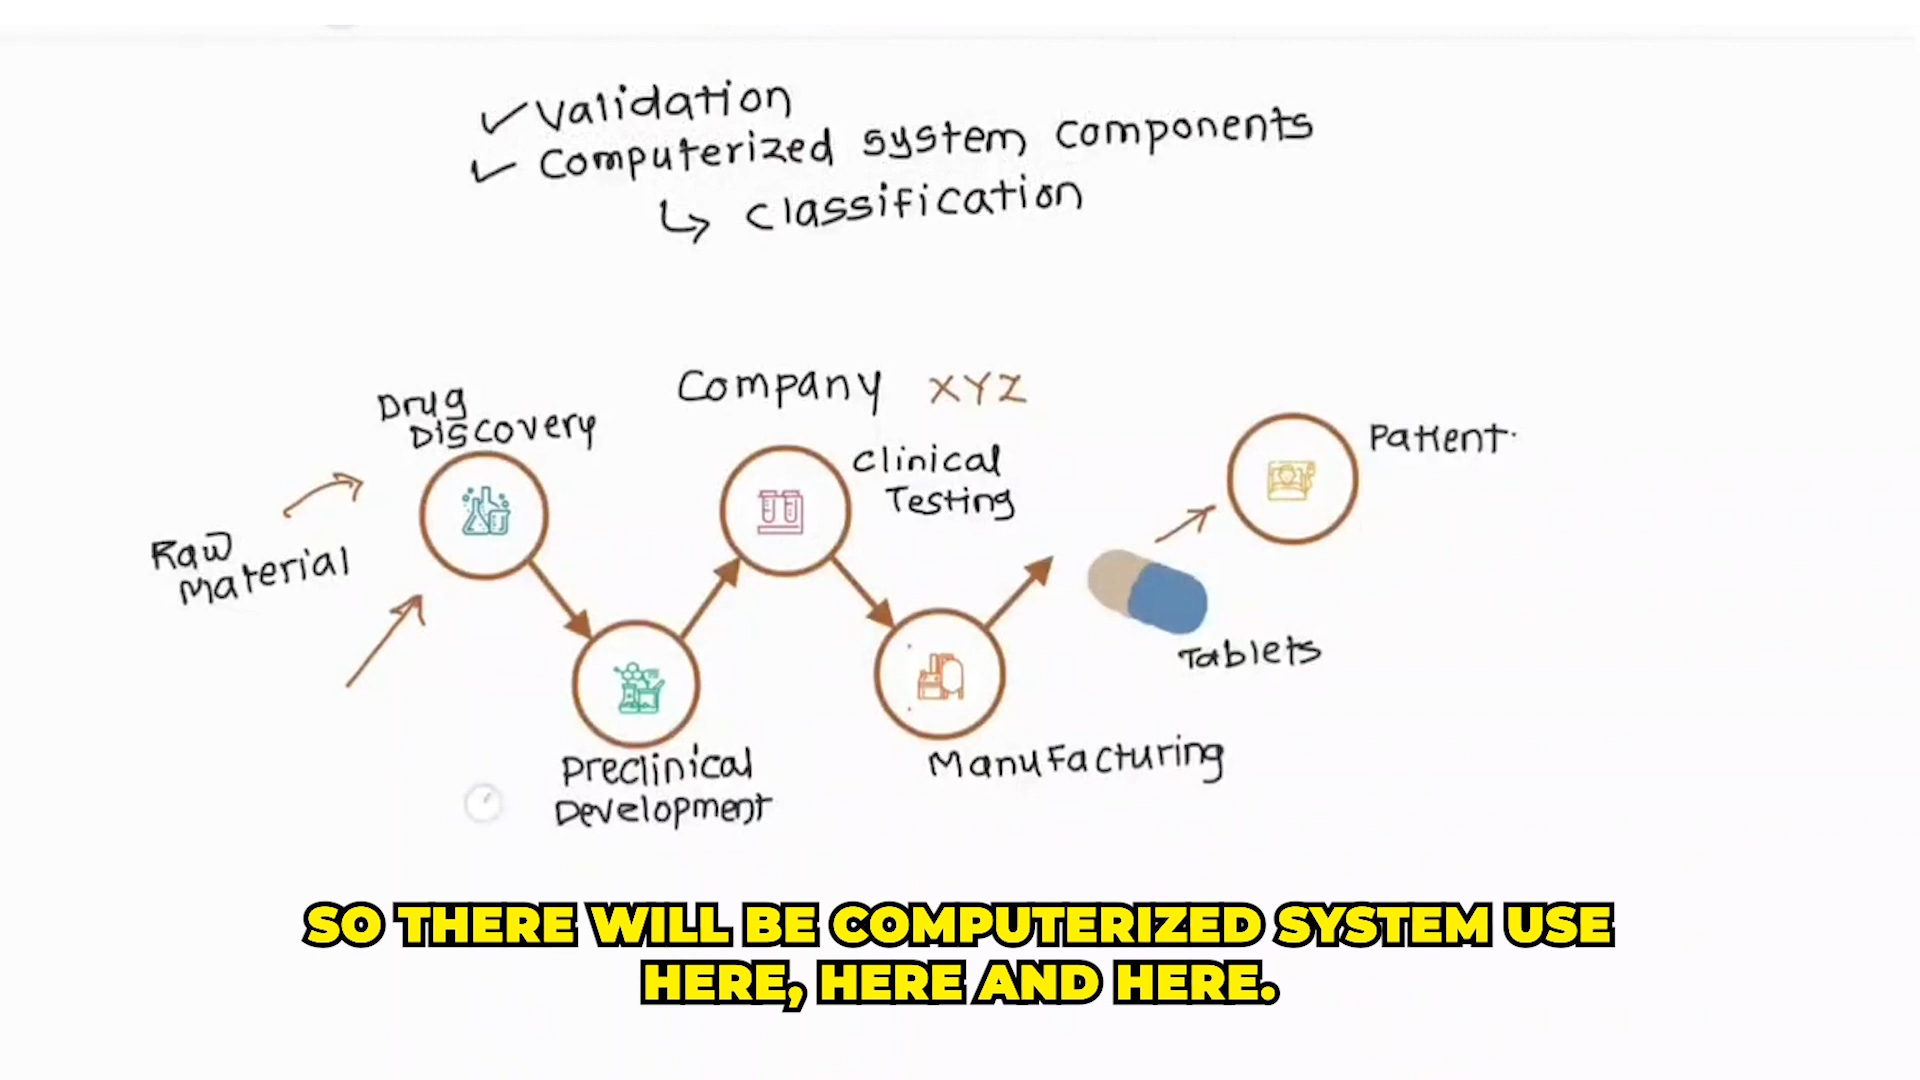 ✓ Validation
✓ Computerized system components
↳ classification
Company XYZ
Drug
Discovery
Clinical
Testing
Patient
Raw
Material
Tablets
Preclinical
Development
Manufacturing
SO THERE WILL BE COMPUTERIZED SYSTEM USE
HERE, HERE AND HERE.